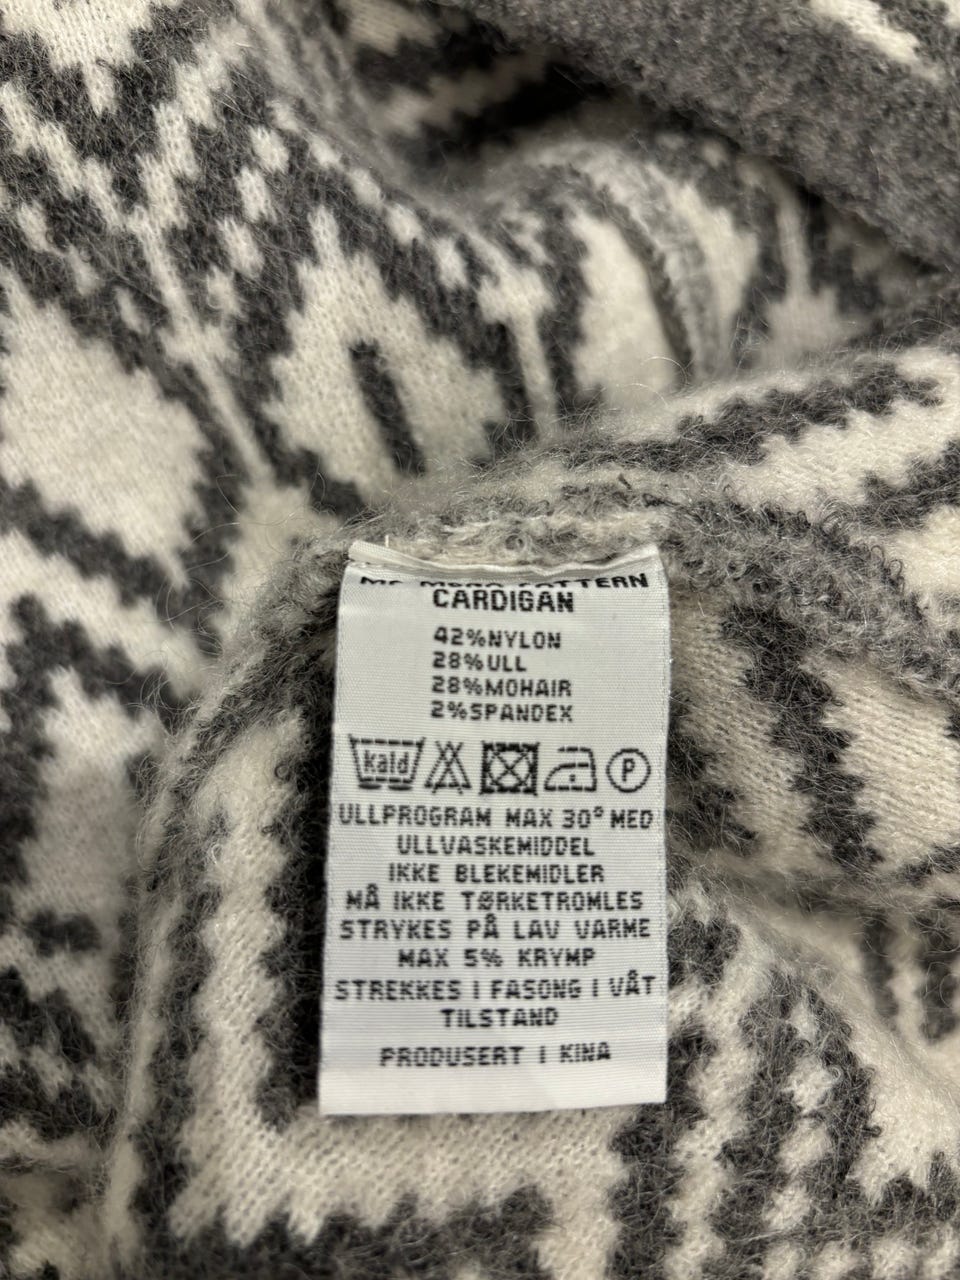 PATTERN
CARDIGAN
42%NYLON
28%ULL
28%MOHAIR
2%SPANDEX
kald P
ULLPROGRAM MAX 30° MED
ULLVASKEMIDDEL
IKKE BLEKEMIDLER
MÅ IKKE TØRKETROMLES
STRYKES PÅ LAV VARME
MAX 5% KRYMP
STREKKES I FASONG I VÅT
TILSTAND
PRODUSERT I KINA